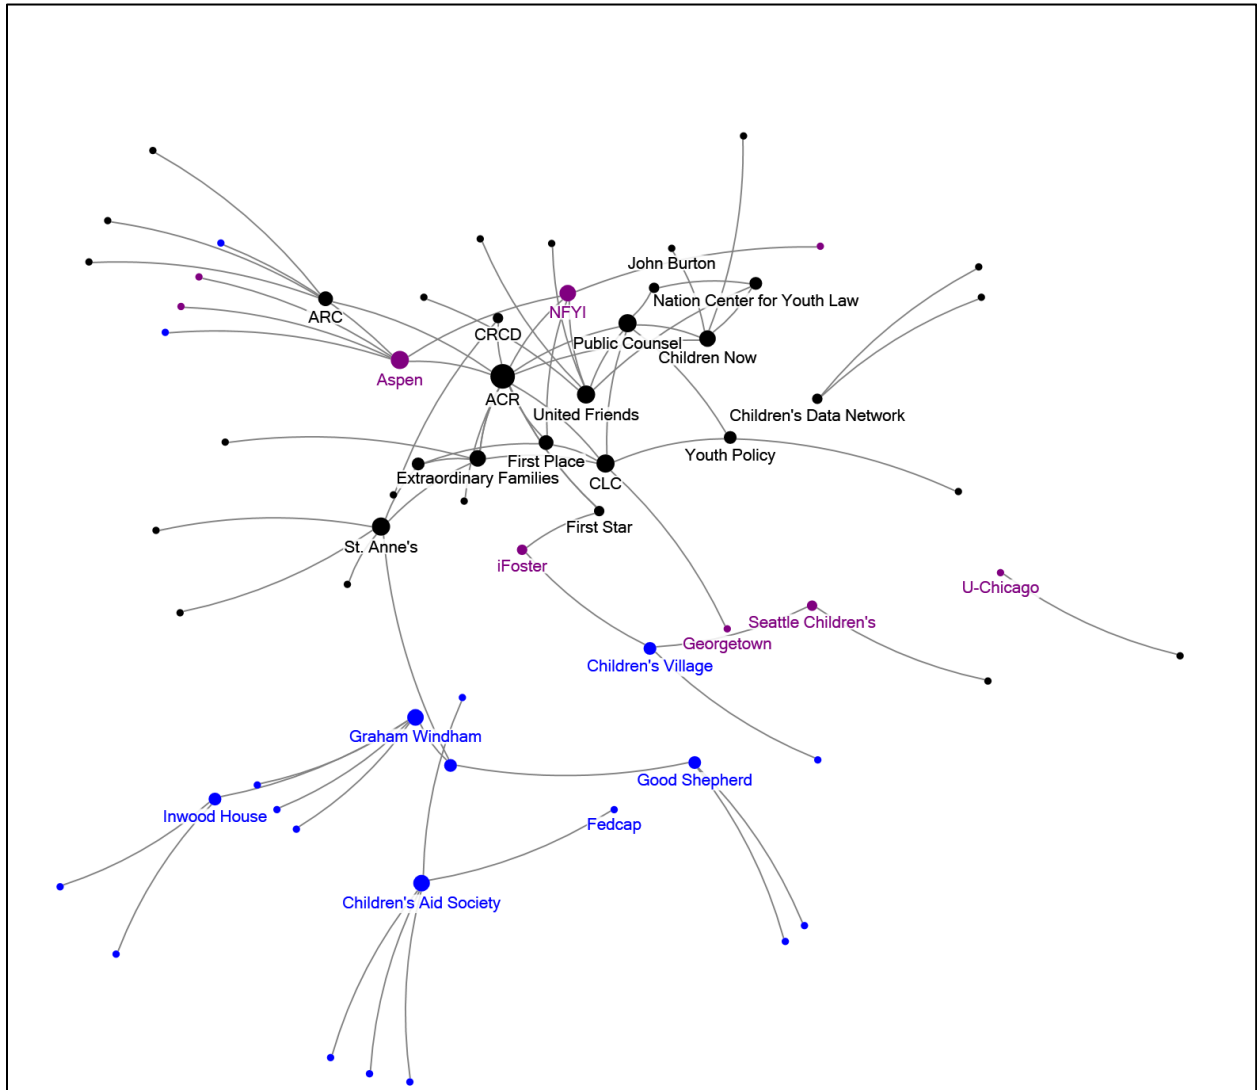 John Burton
Nation Center for Youth Law
NFYI
ARC
CRCD
Public Counsel
Children Now
Aspen
ACR
United Friends
Children's Data Network
First Place
Youth Policy
Extraordinary Families
CLC
First Star
St. Anne's
iFoster
U-Chicago
Seattle Children's
Georgetown
Children's Village
Graham Windham
Good Shepherd
Inwood House
Fedcap
Children's Aid Society